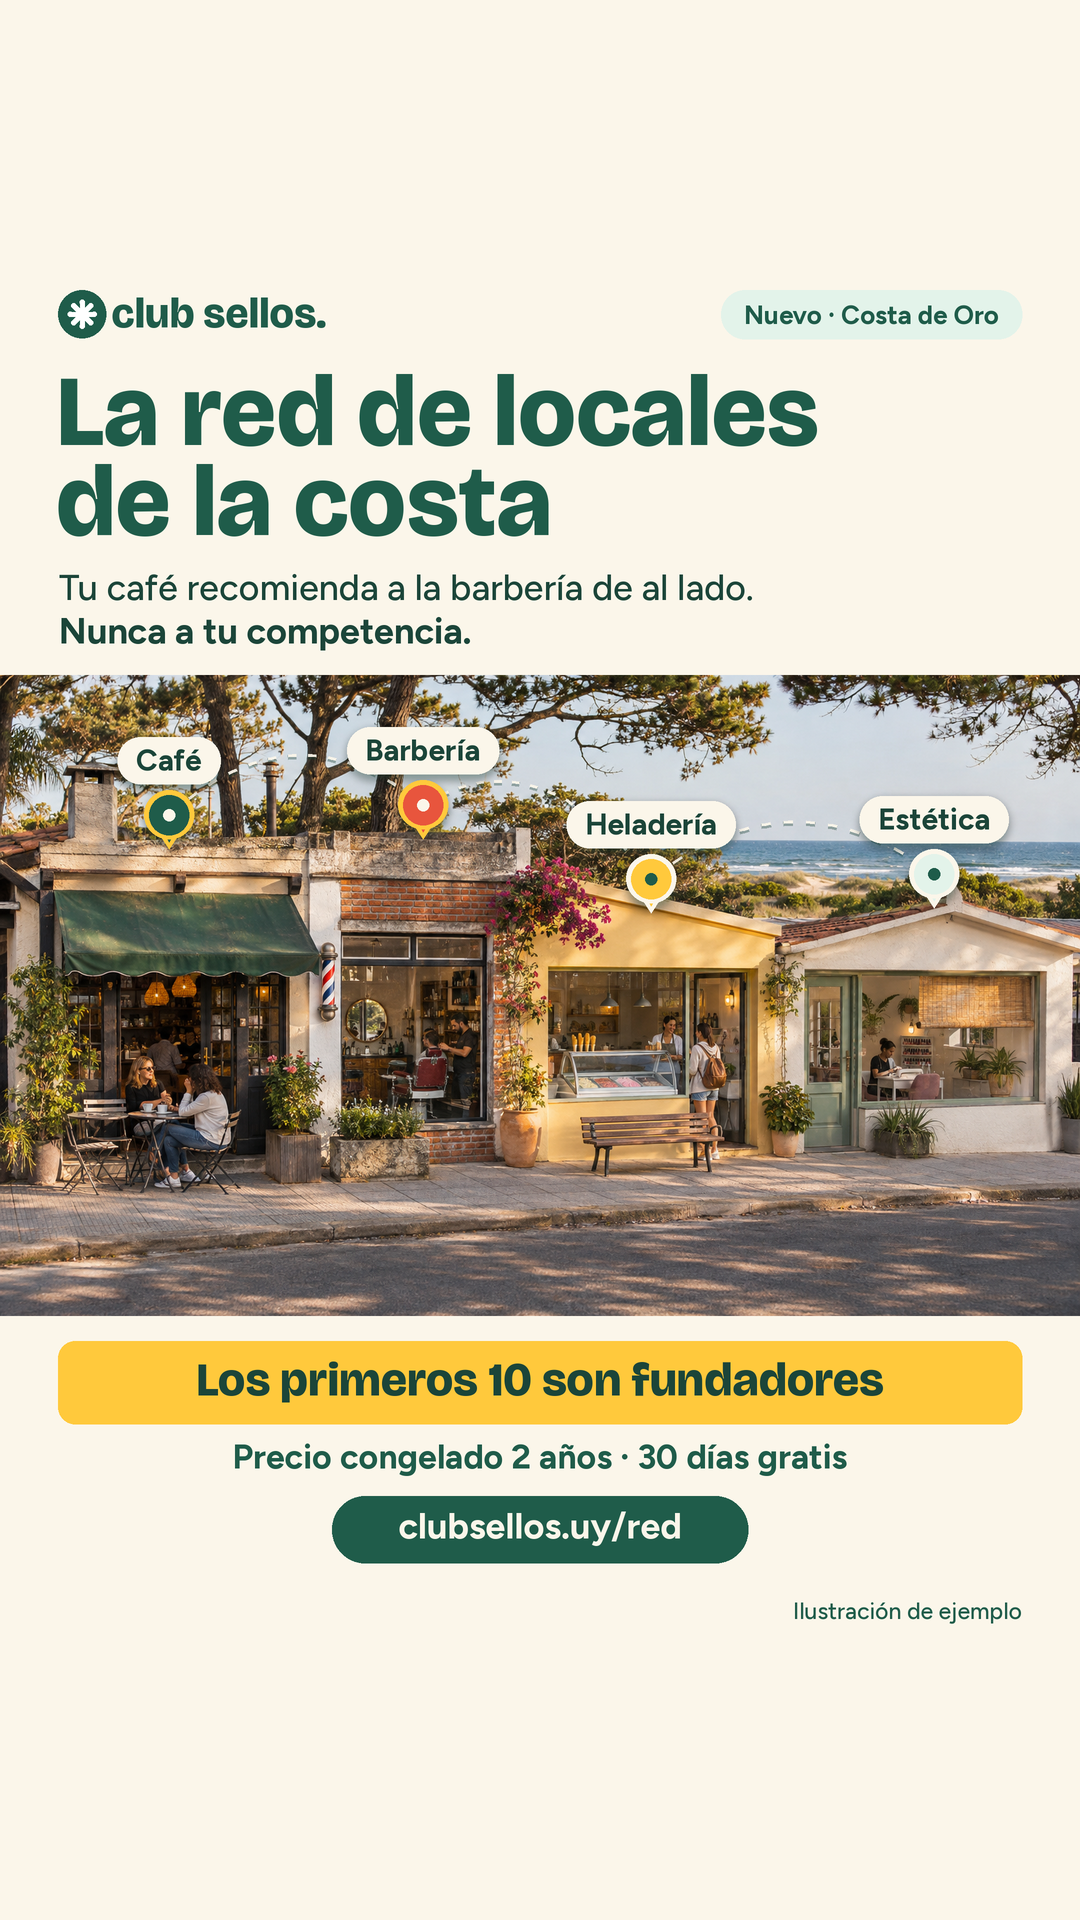 club sellos.
Nuevo · Costa de Oro
La red de locales
de la costa
Tu café recomienda a la barbería de al lado.
Nunca a tu competencia.
Café
Barbería
Heladería
Estética
Los primeros 10 son fundadores
Precio congelado 2 años · 30 días gratis
clubsellos.uy/red
Ilustración de ejemplo